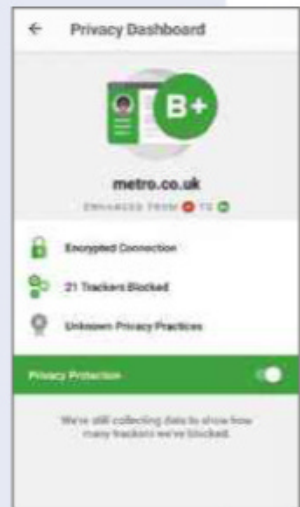 ← Privacy Dashboard
B+
metro.co.uk
ENHANCED FROM TO
Encrypted Connection
21 Trackers Blocked
Unknown Privacy Practices
Privacy Protection
We're still collecting data to show how
many trackers we've blocked.